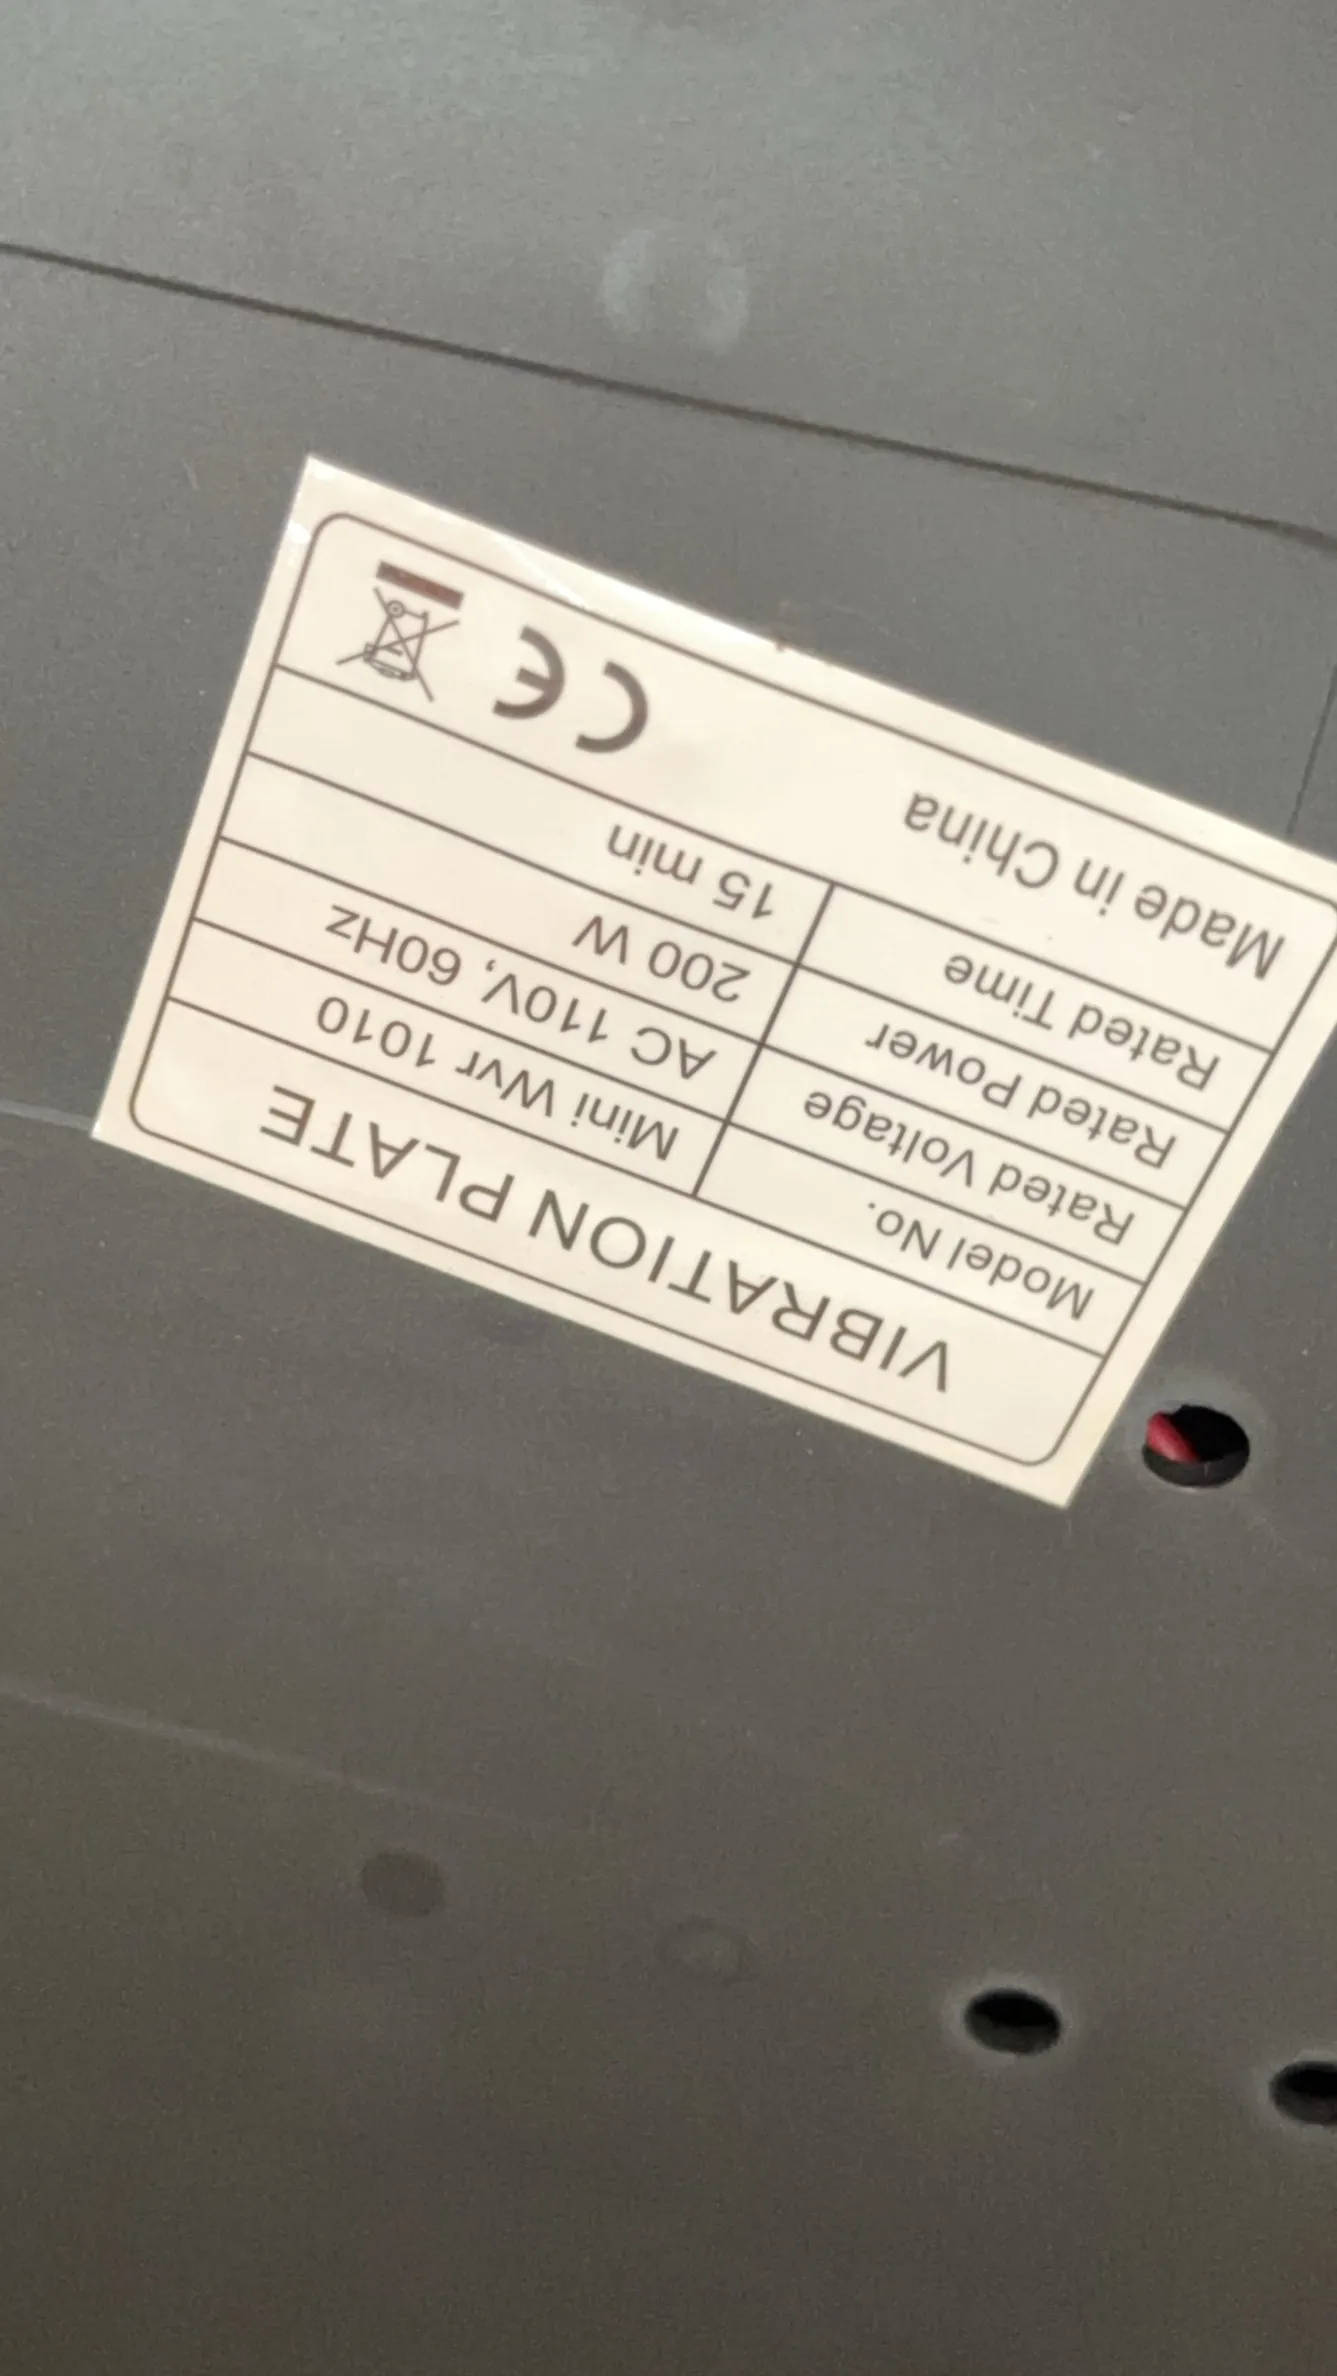 VIBRATION PLATE
Model No. Mini Wvr 1010
Rated Voltage AC 110V, 60Hz
Rated Power 200 W
Rated Time 15 min
Made in China CE